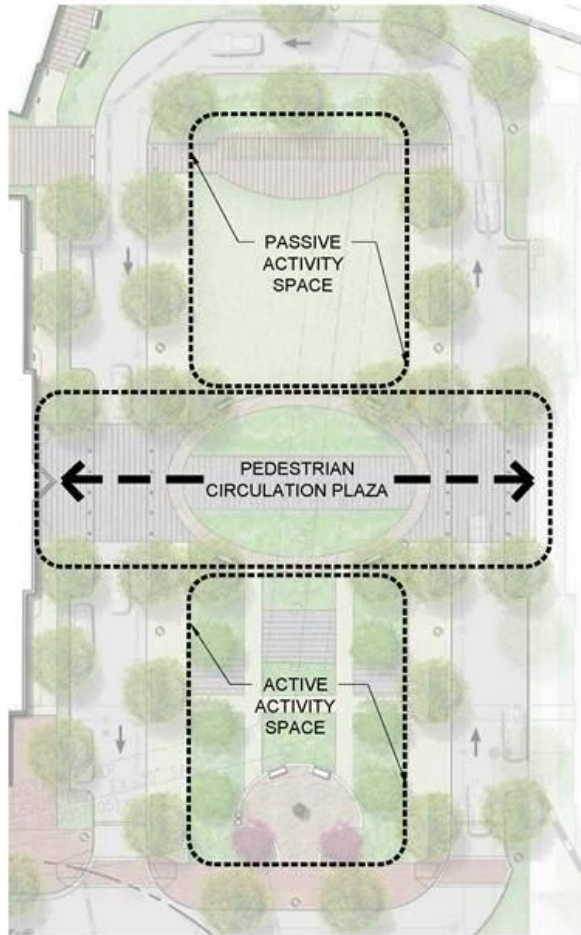 PASSIVE
ACTIVITY
SPACE
PEDESTRIAN
CIRCULATION PLAZA
ACTIVE
ACTIVITY
SPACE